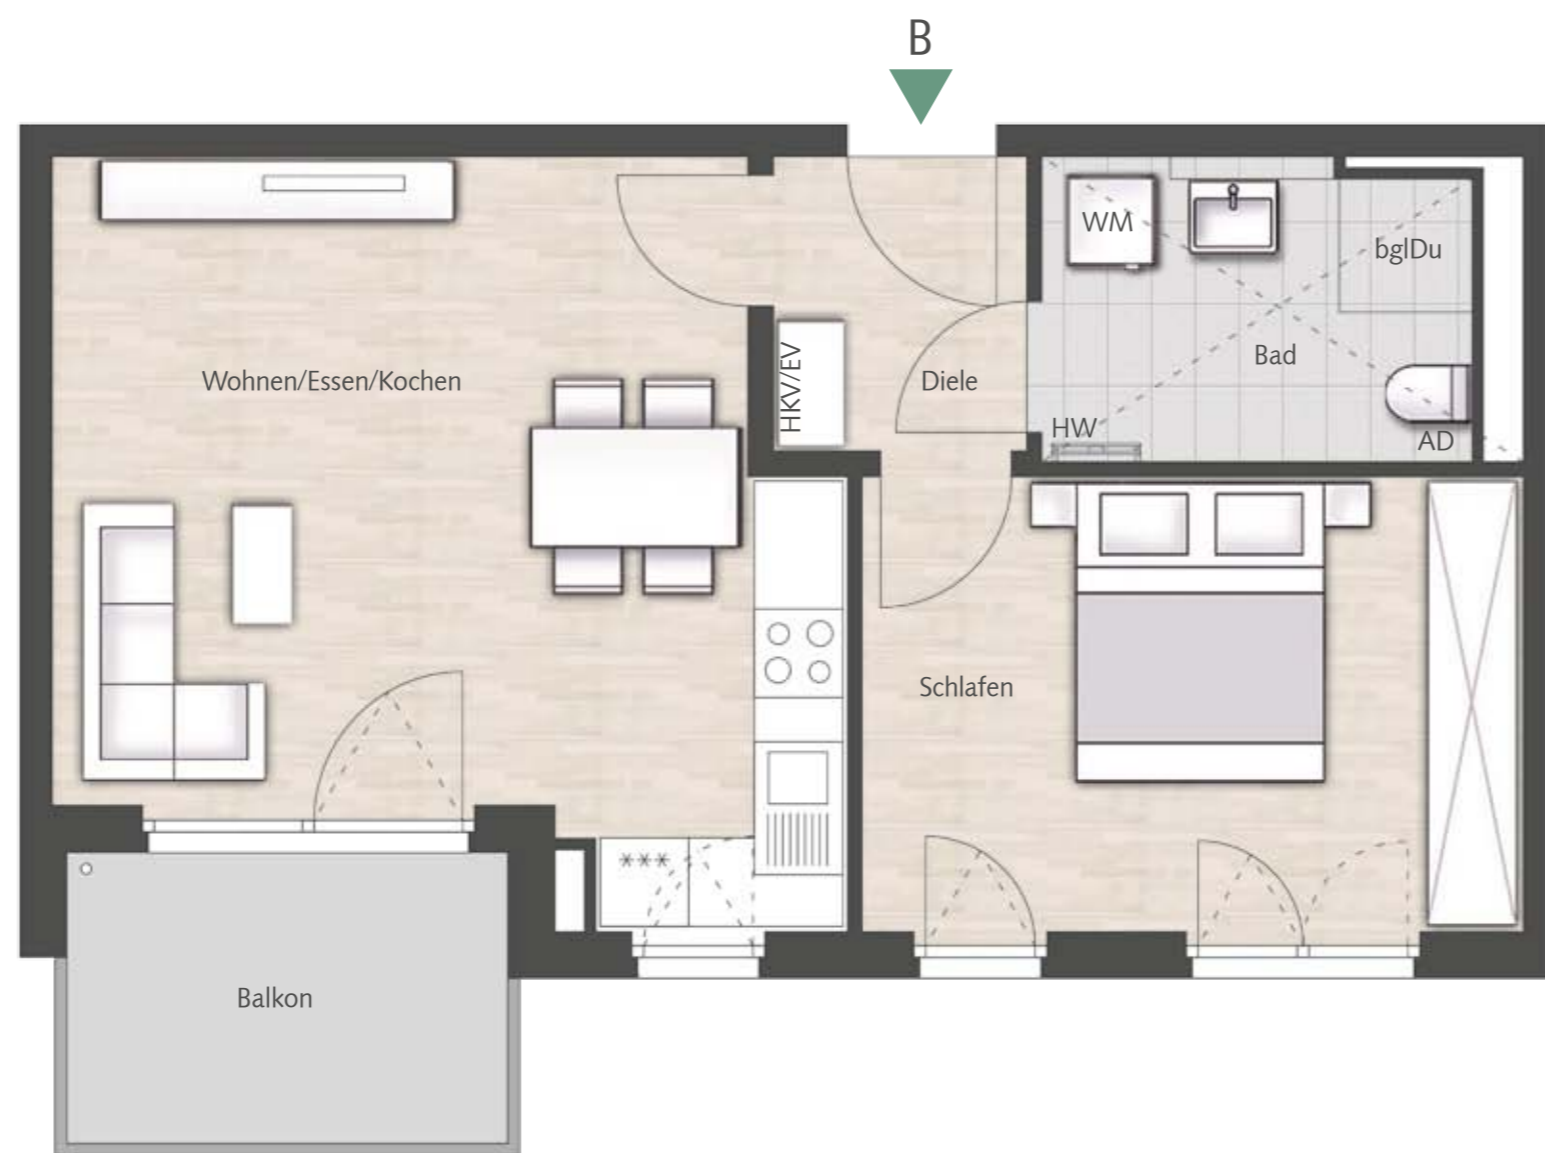 B
WM
bglDu
Bad
Wohnen/Essen/Kochen
HKV/EV
Diele
HW
AD
Schlafen
***
Balkon